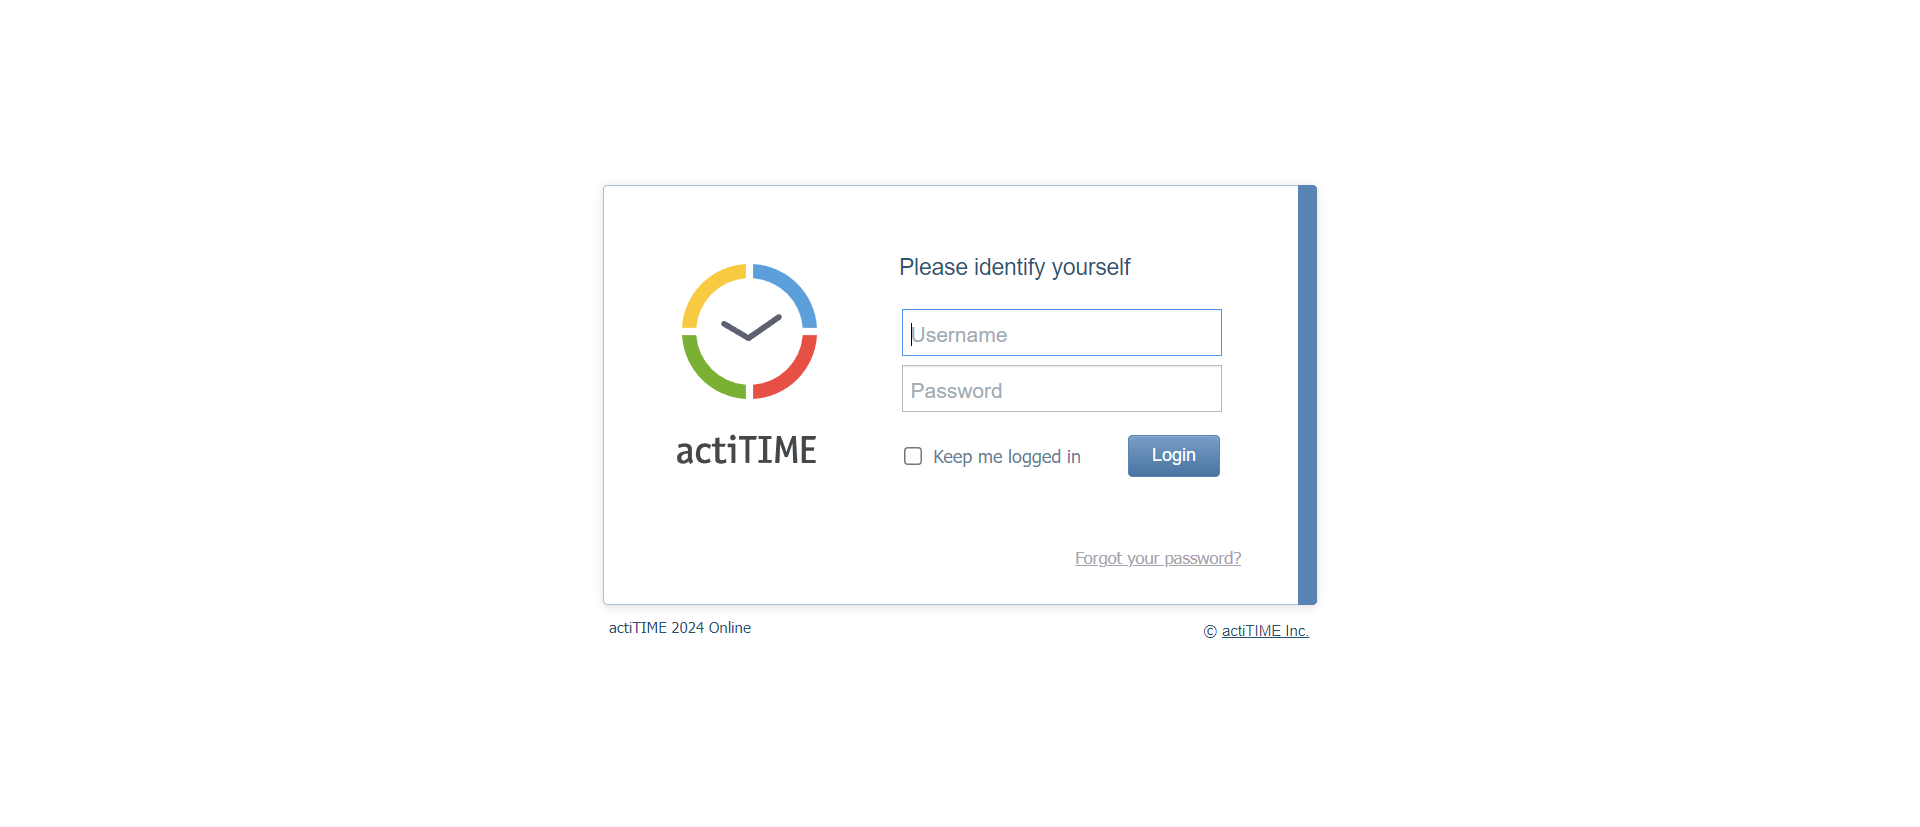 Please identify yourself
Username
Password
actiTIME
Keep me logged in
Login
Forgot your password?
actiTIME 2024 Online
© actiTIME Inc.